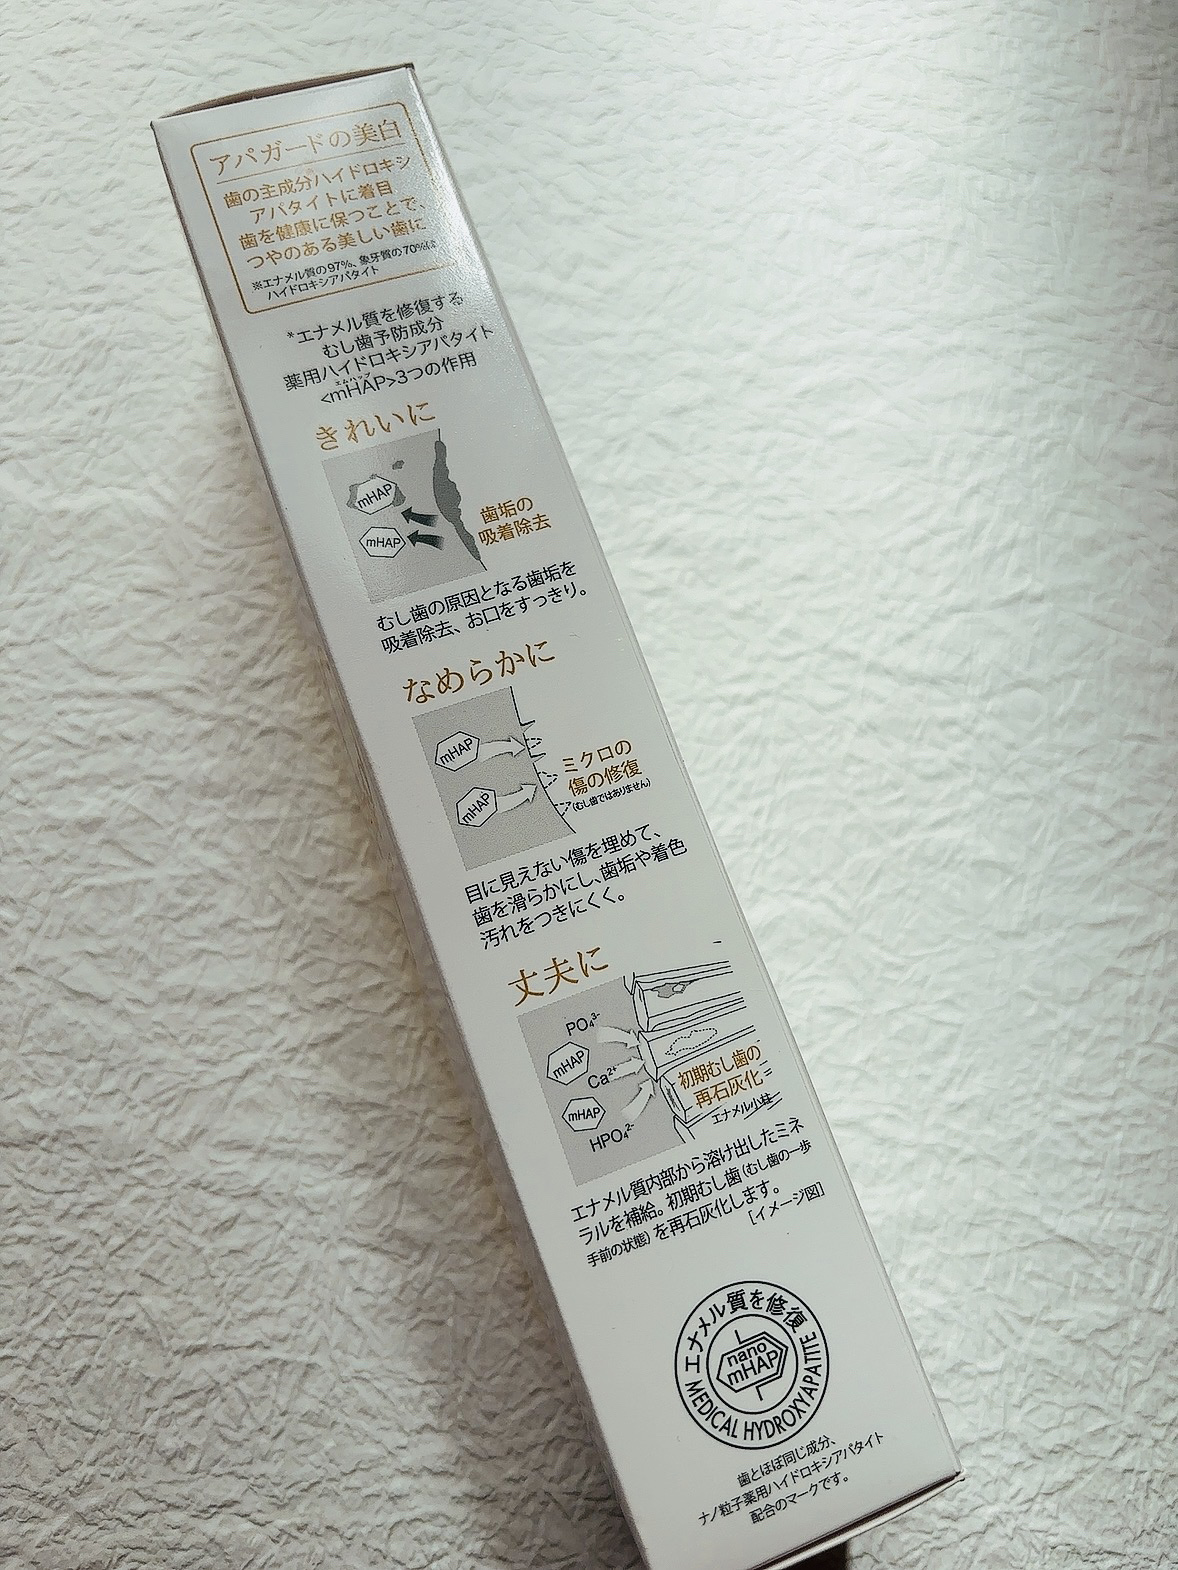 アパガードの美白
歯の主成分※ハイドロキシ
アパタイトに着目
歯を健康に保つことで、
つやのある美しい歯に
※エナメル質の97%、象牙質の70%は
ハイドロキシアパタイト
*エナメル質を修復する
むし歯予防成分
薬用ハイドロキシアパタイト
エムハップ
<mHAP>3つの作用
きれいに
mHAP
mHAP
歯垢の
吸着除去
むし歯の原因となる歯垢を
吸着除去、お口をすっきり。
なめらかに
mHAP
mHAP
ミクロの
傷の修復
(むし歯ではありません)
目に見えない傷を埋めて、
歯を滑らかにし、歯垢や着色
汚れをつきにくく。
丈夫に
PO₄³⁻
mHAP
Ca²⁺
mHAP
HPO₄²⁻
初期むし歯の
再石灰化
エナメル小柱
エナメル質内部から溶け出したミネ
ラルを補給。初期むし歯(むし歯の一歩
手前の状態)を再石灰化します。
[イメージ図]
エナメル質を修復
nano
mHAP
MEDICAL HYDROXYAPATITE
歯とほぼ同じ成分、
ナノ粒子薬用ハイドロキシアパタイト
配合のマークです。